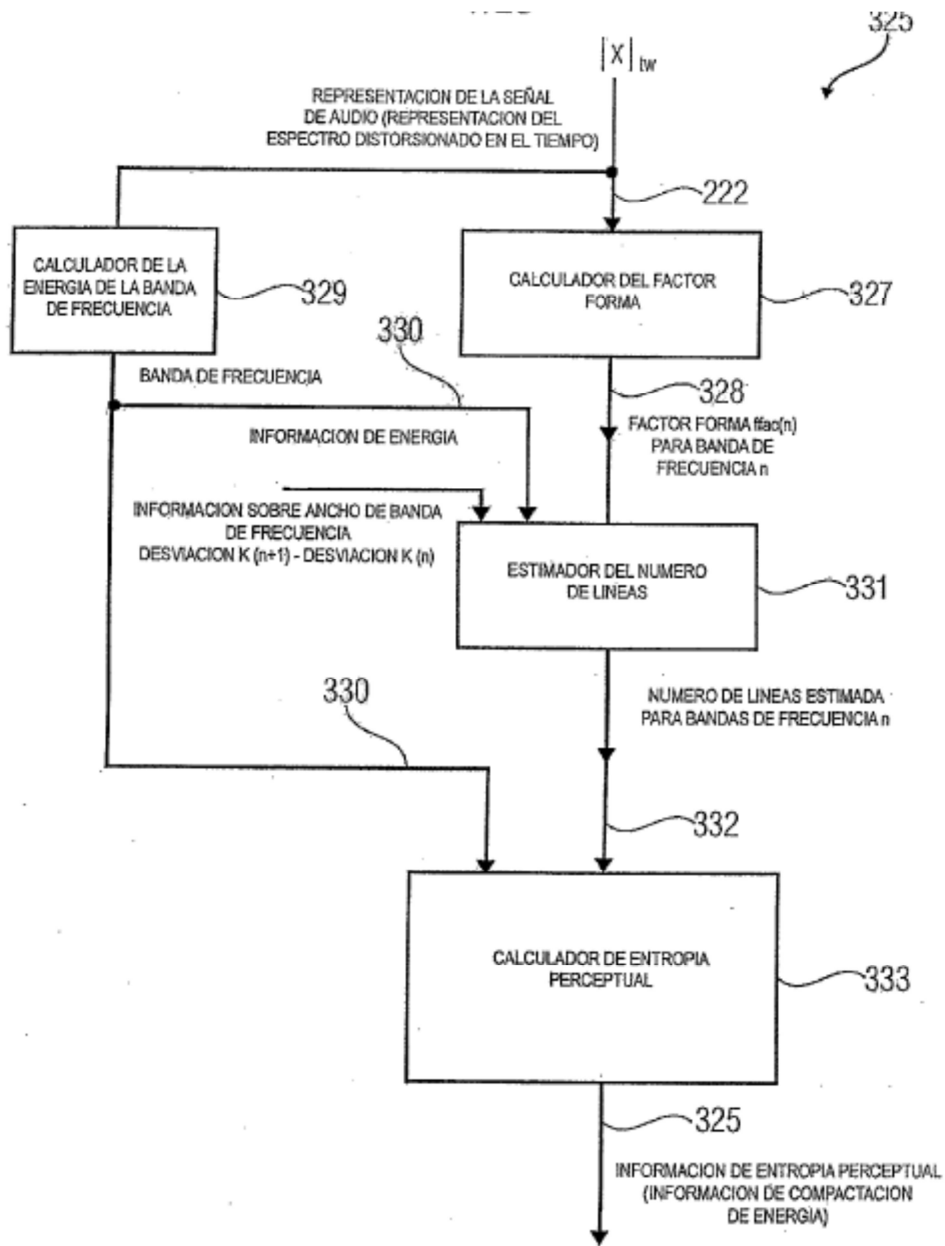 325
|X| tw
REPRESENTACION DE LA SEÑAL
DE AUDIO (REPRESENTACION DEL
ESPECTRO DISTORSIONADO EN EL TIEMPO)
222
CALCULADOR DE LA
ENERGIA DE LA BANDA
DE FRECUENCIA
329
CALCULADOR DEL FACTOR
FORMA
327
330
BANDA DE FRECUENCIA
328
INFORMACION DE ENERGIA
FACTOR FORMA ffac(n)
PARA BANDA DE
FRECUENCIA n
INFORMACION SOBRE ANCHO DE BANDA
DE FRECUENCIA
DESVIACION K (n+1) - DESVIACION K (n)
ESTIMADOR DEL NUMERO
DE LINEAS
331
330
NUMERO DE LINEAS ESTIMADA
PARA BANDAS DE FRECUENCIA n
332
CALCULADOR DE ENTROPIA
PERCEPTUAL
333
325
INFORMACION DE ENTROPIA PERCEPTUAL
(INFORMACION DE COMPACTACION
DE ENERGIA)